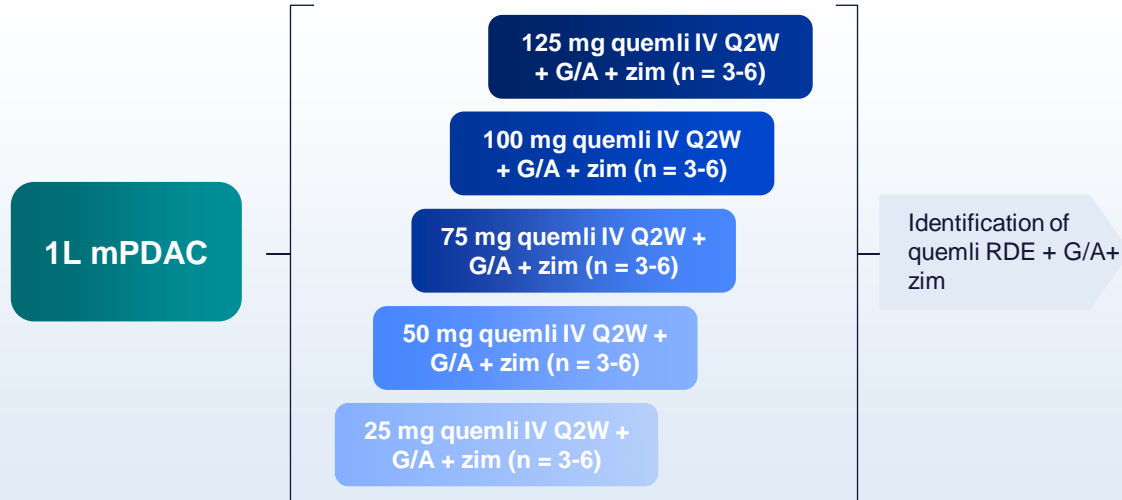 125 mg quemli IV Q2W
+ G/A + zim (n = 3-6)
100 mg quemli IV Q2W
+ G/A + zim (n = 3-6)
1L mPDAC
75 mg quemli IV Q2W +
G/A + zim (n = 3-6)
Identification of
quemli RDE + G/A+
zim
50 mg quemli IV Q2W +
G/A + zim (n = 3-6)
25 mg quemli IV Q2W +
G/A + zim (n = 3-6)